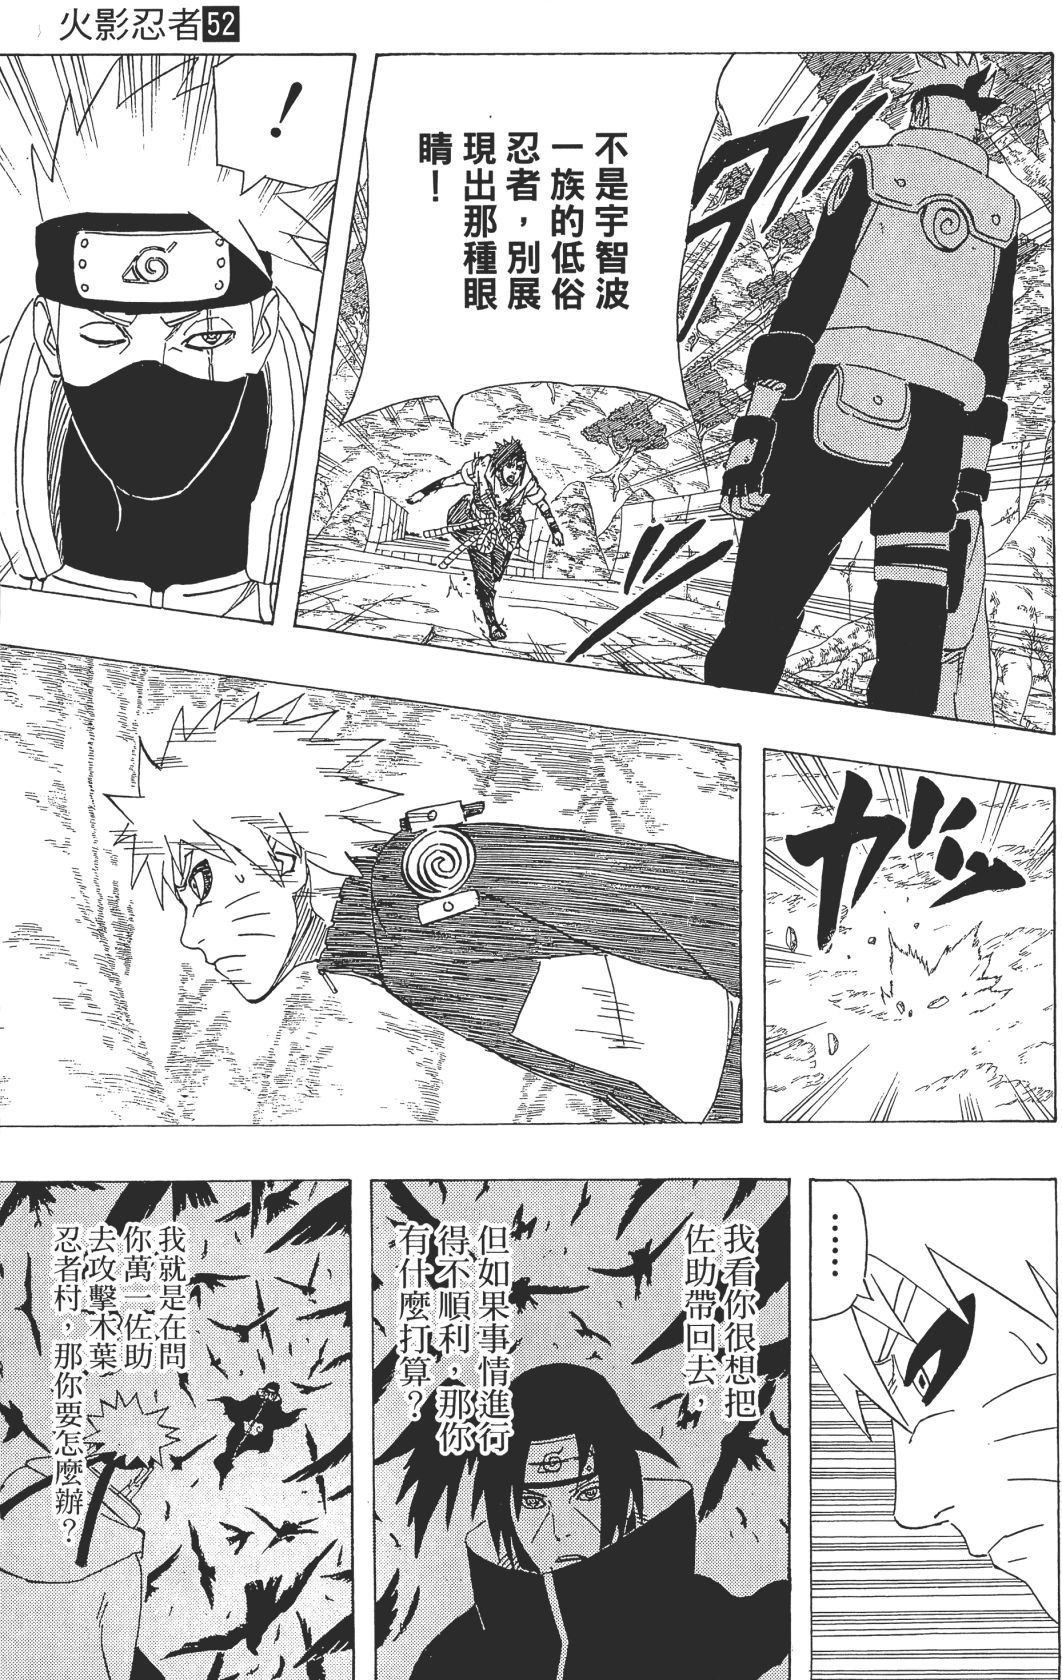 火影忍者52
不是宇智波
一族的低俗
忍者，別展
現出那種眼
睛！
！
ガッ
……
我看你很想把
佐助帶回去，
但如果事情進行
得不順利，那你
有什麼打算？
我就是在問
你萬一佐助
去攻擊木葉
忍者村，那你要怎麼辦？